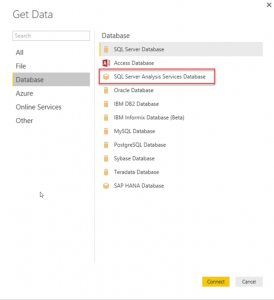 Get Data
Search
All
File
Database
Azure
Online Services
Other
Database
SQL Server Database
Access Database
SQL Server Analysis Services Database
Oracle Database
IBM DB2 Database
IBM Informix Database (Beta)
MySQL Database
PostgreSQL Database
Sybase Database
Teradata Database
SAP HANA Database
Connect
Cancel